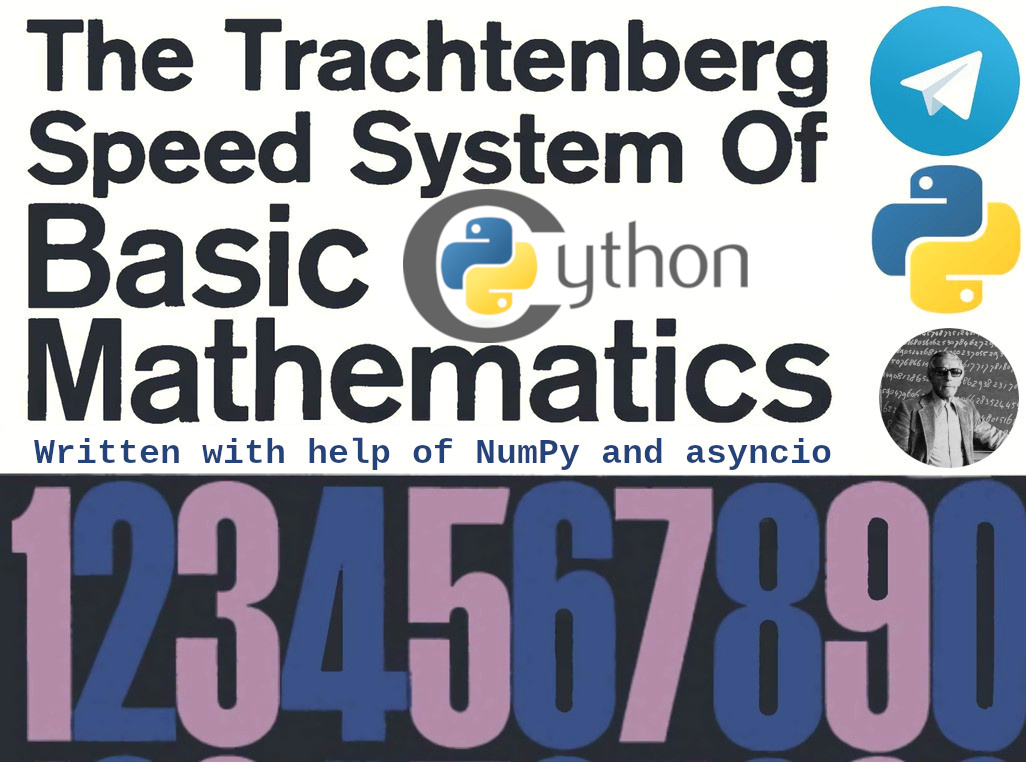 The Trachtenberg
Speed System Of
Basic
Cython
Mathematics
Written with help of NumPy and asyncio
1234567890